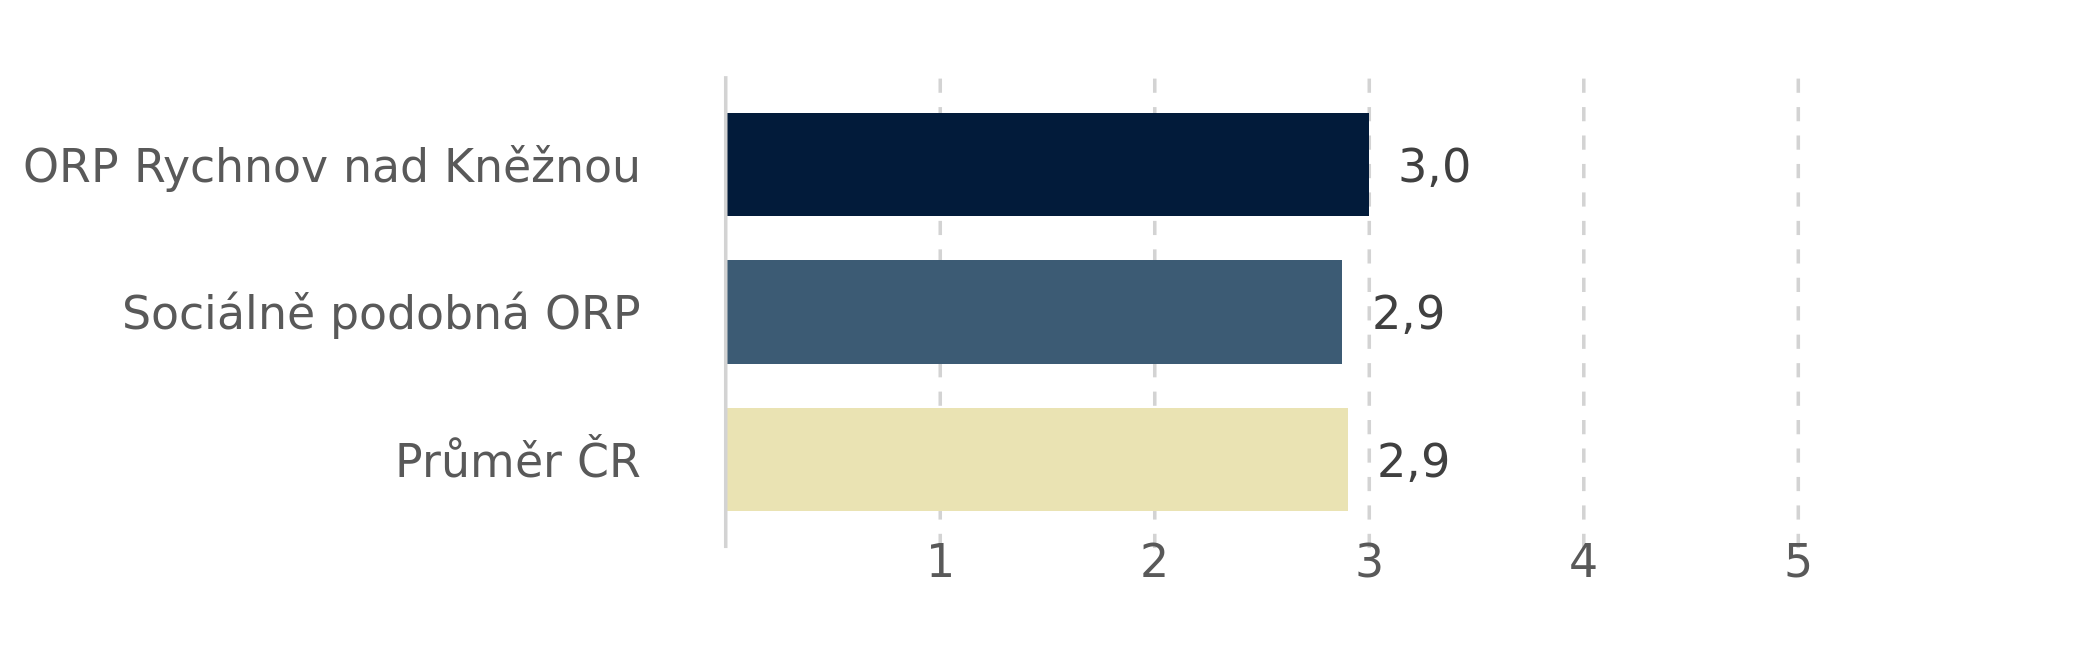 ORP Rychnov nad Kněžnou 3,0
Sociálně podobná ORP 2,9
Průměr ČR 2,9
1 2 3 4 5